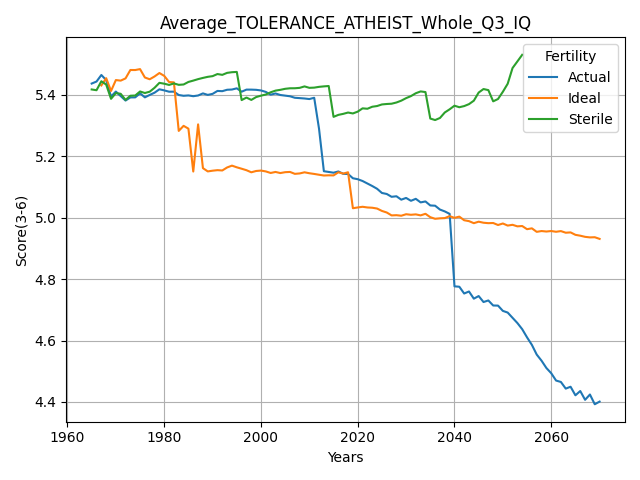 Average_TOLERANCE_ATHEIST_Whole_Q3_IQ
Score(3-6)
5.4
5.2
5.0
4.8
4.6
4.4
Fertility
Actual
Ideal
Sterile
1960 1980 2000 2020 2040 2060
Years